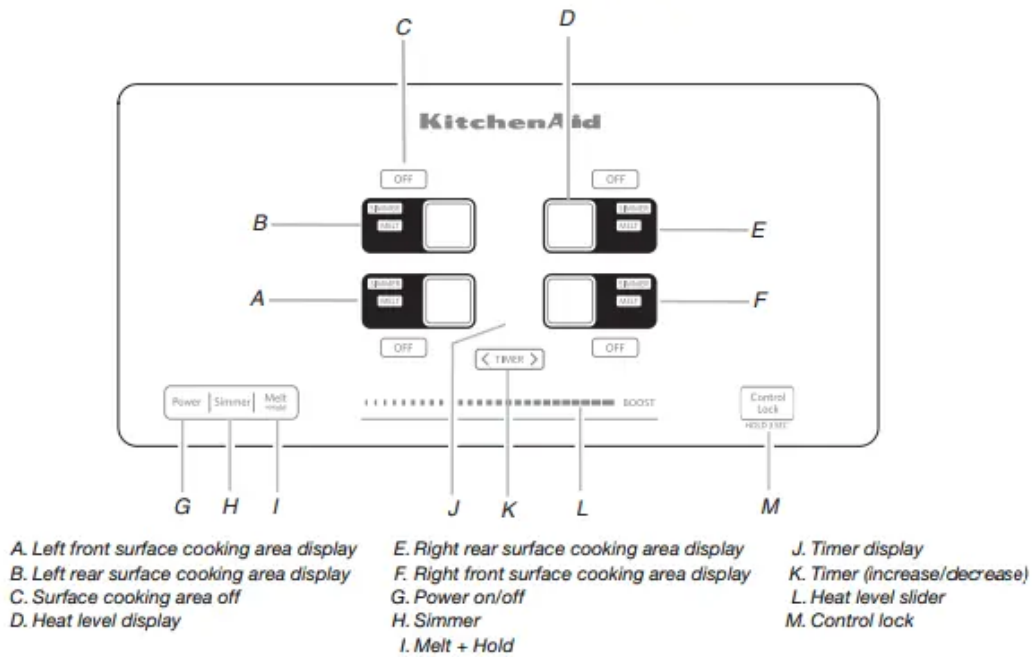 C
D
KitchenAid
OFF
OFF
SIMMER
SIMMER
B
MELT
MELT
E
SIMMER
SIMMER
A
MELT
MELT
F
OFF
OFF
< TIMER >
Power
Simmer
Melt
+Hold
BOOST
Control
Lock
HOLD 3 SEC
G
H
I
J
K
L
M
A. Left front surface cooking area display
B. Left rear surface cooking area display
C. Surface cooking area off
D. Heat level display
E. Right rear surface cooking area display
F. Right front surface cooking area display
G. Power on/off
H. Simmer
I. Melt + Hold
J. Timer display
K. Timer (increase/decrease)
L. Heat level slider
M. Control lock